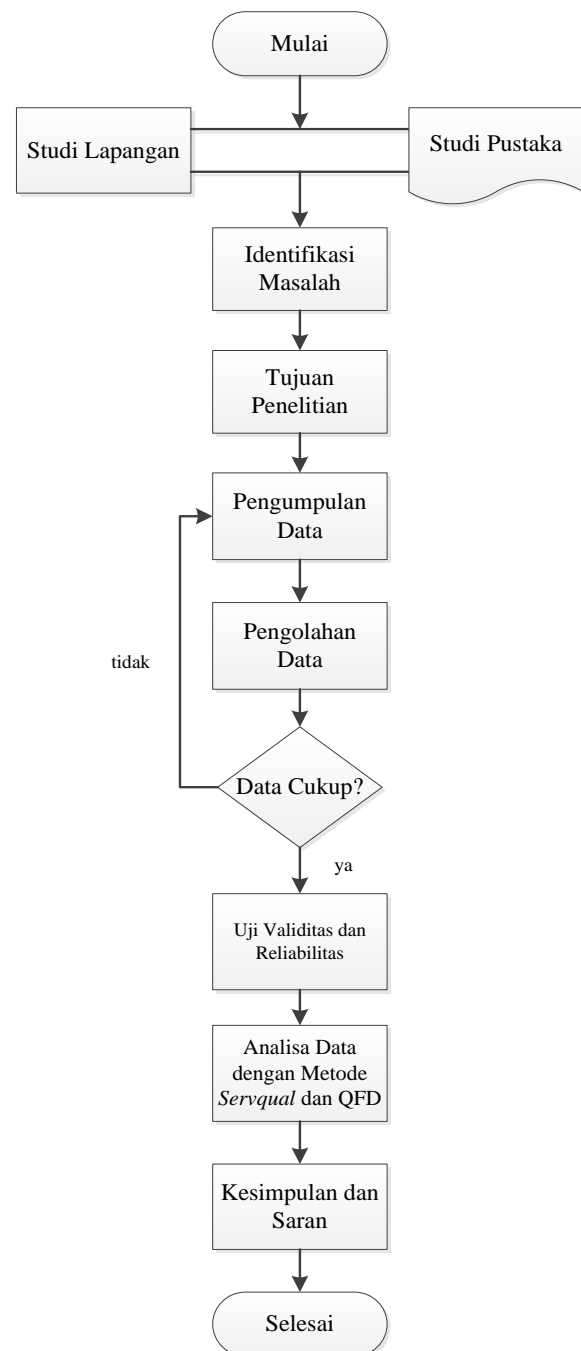 Mulai
Studi Lapangan
Studi Pustaka
Identifikasi
Masalah
Tujuan
Penelitian
Pengumpulan
Data
Pengolahan
Data
tidak
Data Cukup?
ya
Uji Validitas dan
Reliabilitas
Analisa Data
dengan Metode
Servqual dan QFD
Kesimpulan dan
Saran
Selesai